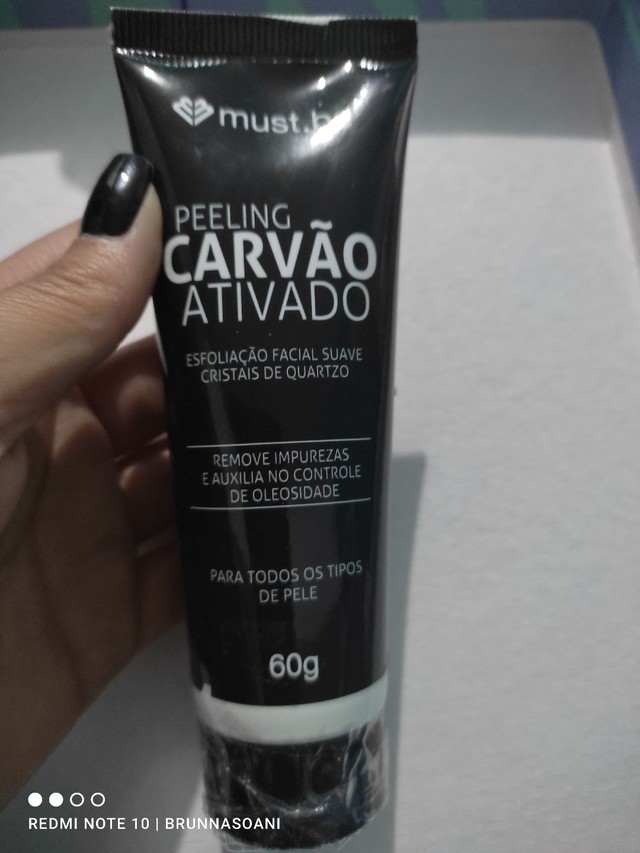 PEELING
CARVÃO
ATIVADO
ESFOLIAÇÃO FACIAL SUAVE
CRISTAIS DE QUARTZO
REMOVE IMPUREZAS
E AUXILIA NO CONTROLE
DE OLEOSIDADE
PARA TODOS OS TIPOS
DE PELE
60g
REDMI NOTE 10 | BRUNNASOANI